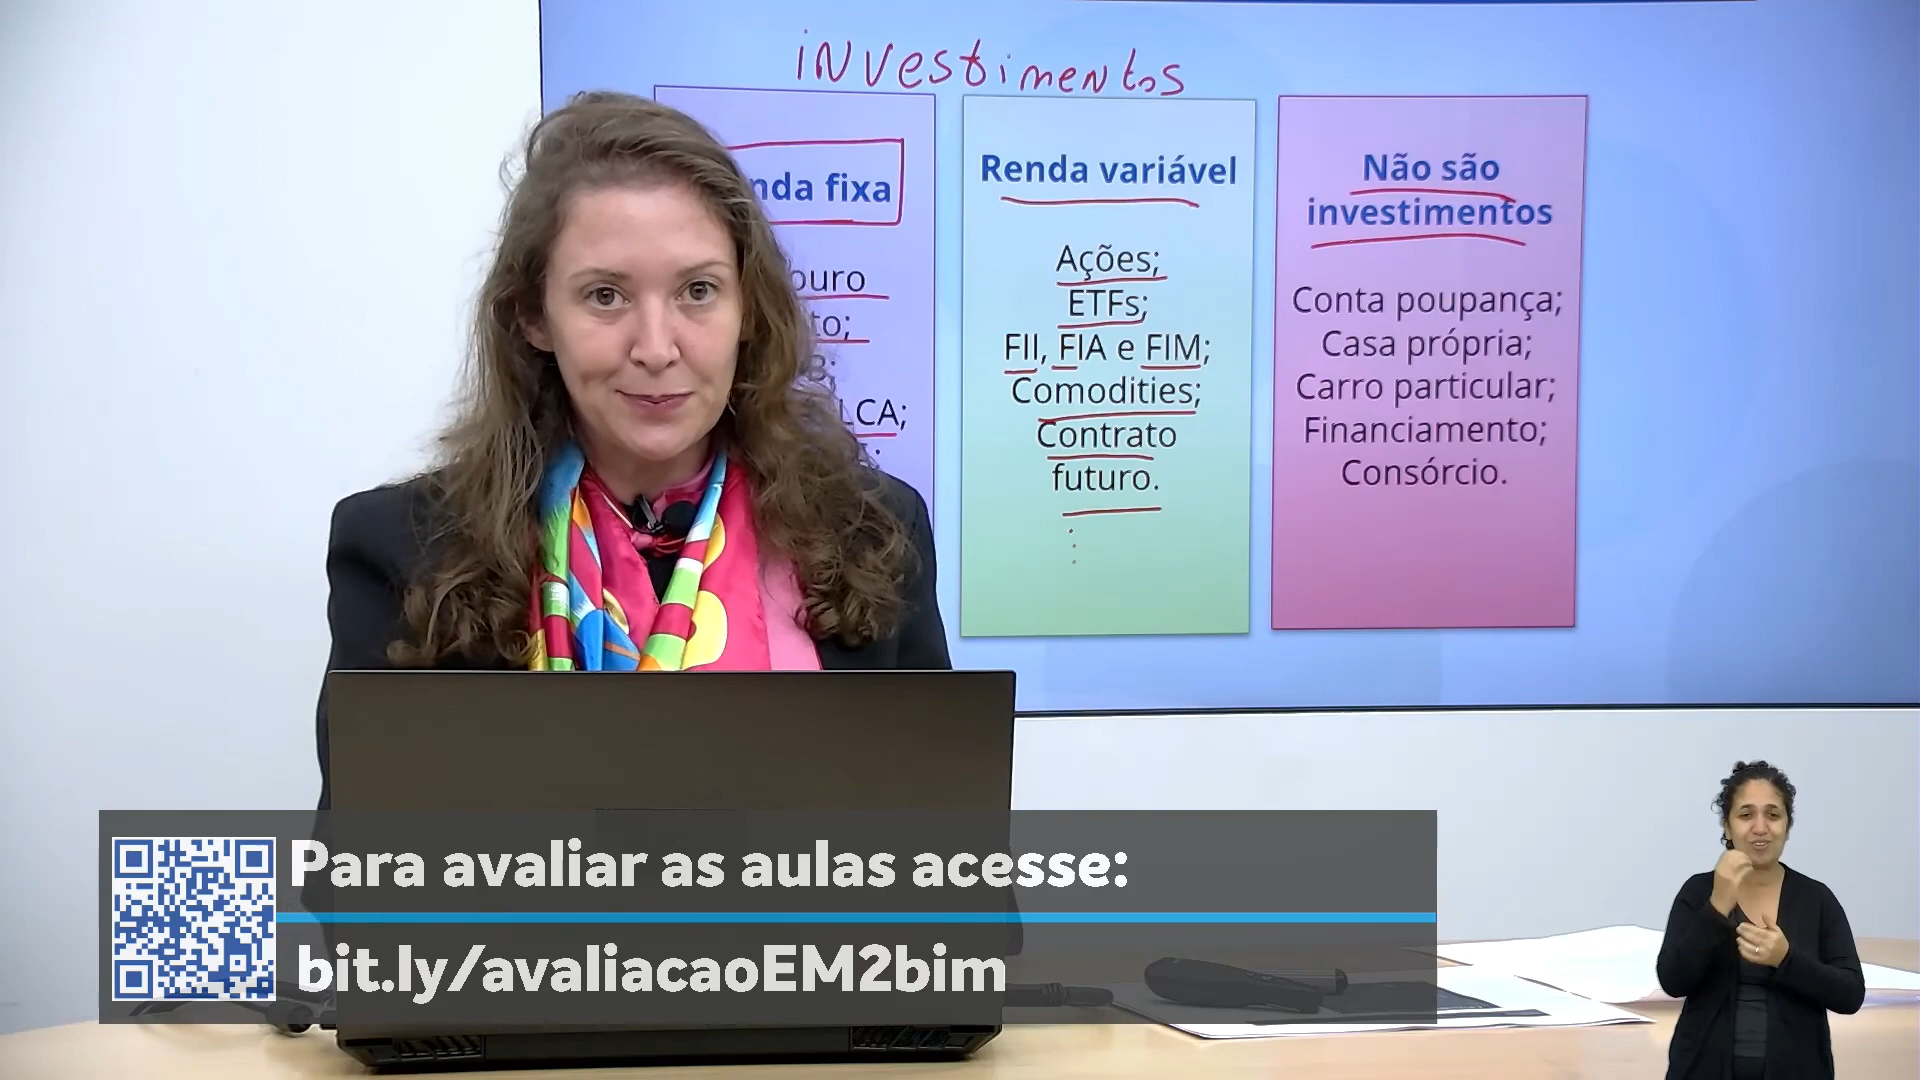 investimentos
fixa
LCA;
Renda variável
Ações;
ETFs;
FII, FIA e FIM;
Comodities;
Contrato
futuro.
Não são
investimentos
Conta poupança;
Casa própria;
Carro particular;
Financiamento;
Consórcio.
Para avaliar as aulas acesse:
bit.ly/avaliacaoEM2bim